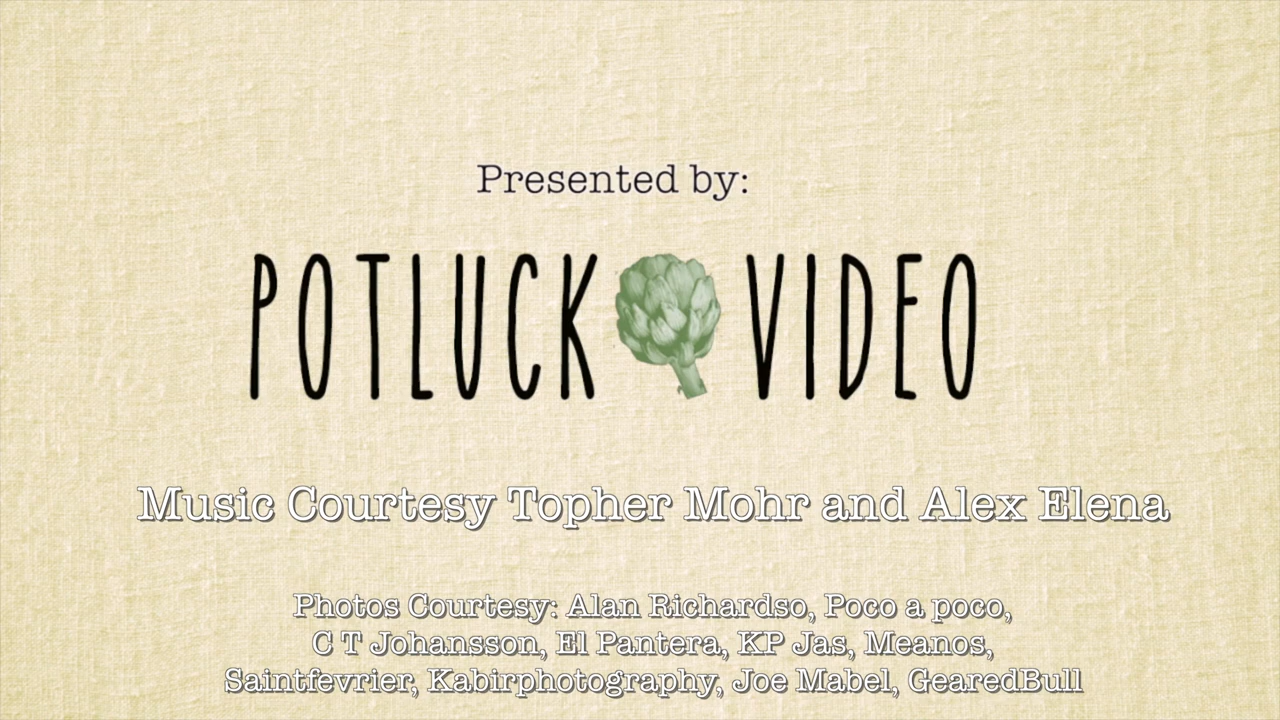 Presented by:
POTLUCK VIDEO
Music Courtesy Topher Mohr and Alex Elena
Photos Courtesy: Alan Richardso, Poco a poco,
C T Johansson, El Pantera, KP Jas, Meanos,
Saintfevrier, Kabirphotography, Joe Mabel, GearedBull